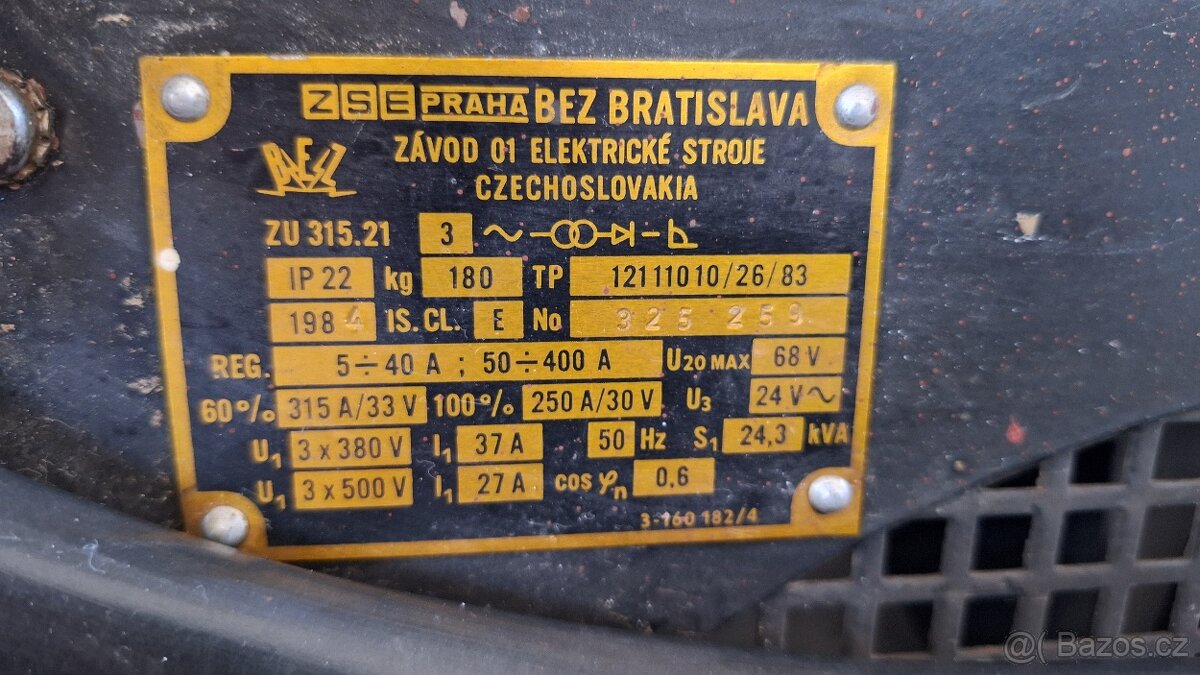 ZSE PRAHA BEZ BRATISLAVA
BEZ ZÁVOD 01 ELEKTRICKÉ STROJE
CZECHOSLOVAKIA
ZU 315.21 3 ~
IP 22 kg 180 TP 12111010/26/83
1984 IS. CL. E No 325 259
REG. 5÷40 A ; 50÷400 A U20 MAX 68 V
60% 315 A/33 V 100% 250 A/30 V U3 24 V~
U1 3 x 380 V I1 37 A 50 Hz S1 24,3 kVA
U1 3 x 500 V I1 27 A cos φn 0,6
3-160 182/4
@( Bazos.cz